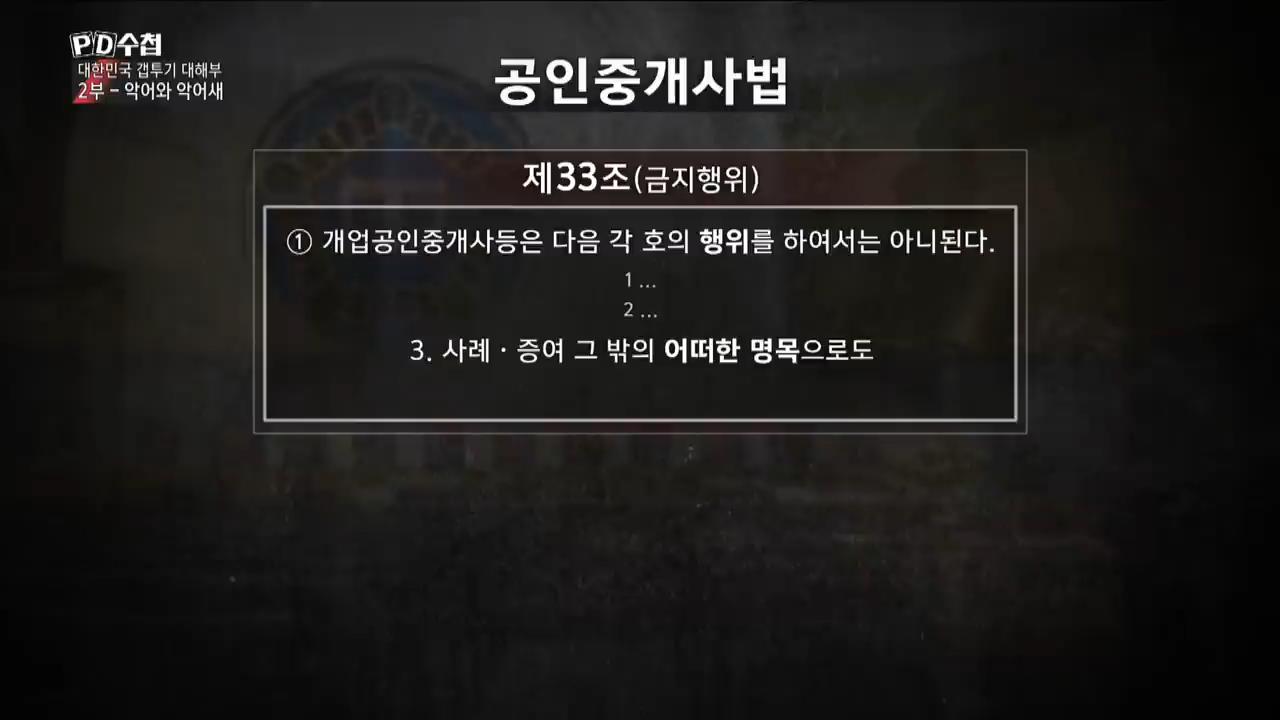 PD수첩
대한민국 갭투기 대해부
2부 - 악어와 악어새
공인중개사법
제33조(금지행위)
① 개업공인중개사등은 다음 각 호의 행위를 하여서는 아니된다.
1 ...
2 ...
3. 사례 · 증여 그 밖의 어떠한 명목으로도